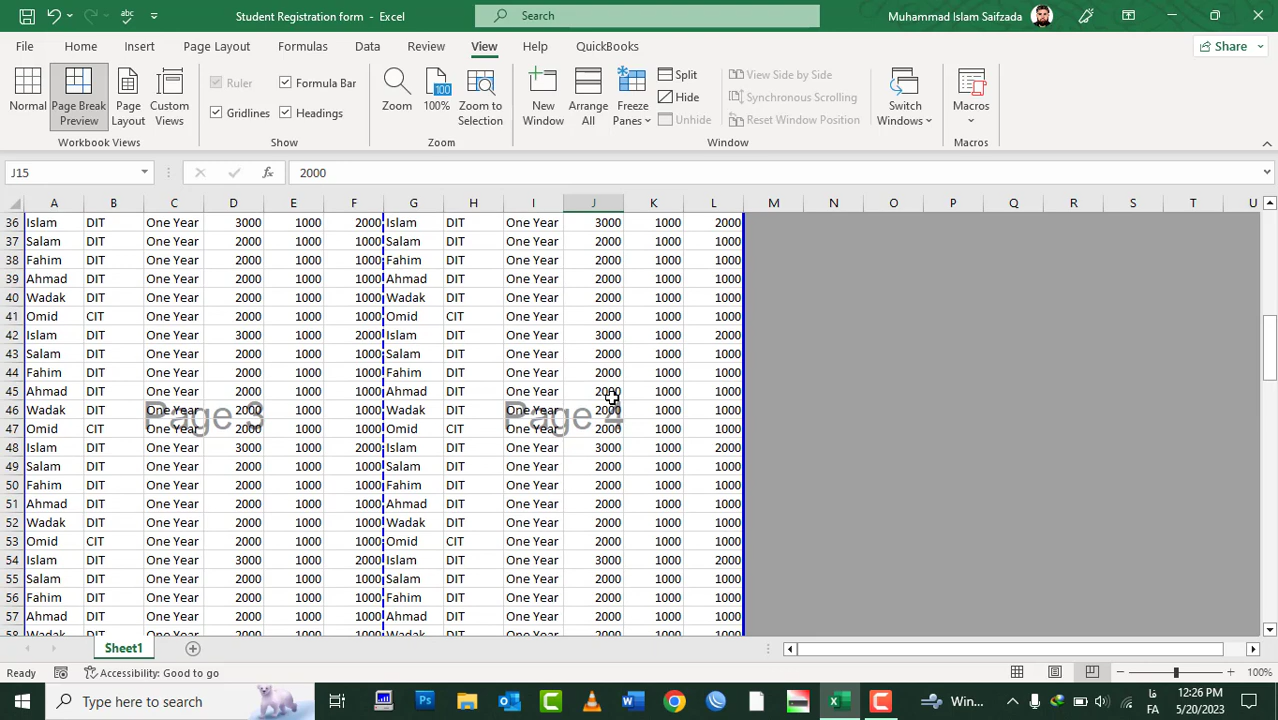 Student Registration form - Excel
Search
Muhammad Islam Saifzada
File Home Insert Page Layout Formulas Data Review View Help QuickBooks Share
Normal Page Break Preview Page Layout Custom Views
Ruler Formula Bar
Gridlines Headings
Zoom 100% Zoom to Selection
New Window Arrange All Freeze Panes
Split
Hide
Unhide
View Side by Side
Synchronous Scrolling
Reset Window Position
Switch Windows Macros
Workbook Views Show Zoom Window Macros
J15 fx 2000
A B C D E F G H I J K L M N O P Q R S T U
36 Islam DIT One Year 3000 1000 2000 Islam DIT One Year 3000 1000 2000
37 Salam DIT One Year 2000 1000 1000 Salam DIT One Year 2000 1000 1000
38 Fahim DIT One Year 2000 1000 1000 Fahim DIT One Year 2000 1000 1000
39 Ahmad DIT One Year 2000 1000 1000 Ahmad DIT One Year 2000 1000 1000
40 Wadak DIT One Year 2000 1000 1000 Wadak DIT One Year 2000 1000 1000
41 Omid CIT One Year 2000 1000 1000 Omid CIT One Year 2000 1000 1000
42 Islam DIT One Year 3000 1000 2000 Islam DIT One Year 3000 1000 2000
43 Salam DIT One Year 2000 1000 1000 Salam DIT One Year 2000 1000 1000
44 Fahim DIT One Year 2000 1000 1000 Fahim DIT One Year 2000 1000 1000
45 Ahmad DIT One Year 2000 1000 1000 Ahmad DIT One Year 2000 1000 1000
46 Wadak DIT One Year 2000 1000 1000 Wadak DIT One Year 2000 1000 1000
Page 3 Page 4
47 Omid CIT One Year 2000 1000 1000 Omid CIT One Year 2000 1000 1000
48 Islam DIT One Year 3000 1000 2000 Islam DIT One Year 3000 1000 2000
49 Salam DIT One Year 2000 1000 1000 Salam DIT One Year 2000 1000 1000
50 Fahim DIT One Year 2000 1000 1000 Fahim DIT One Year 2000 1000 1000
51 Ahmad DIT One Year 2000 1000 1000 Ahmad DIT One Year 2000 1000 1000
52 Wadak DIT One Year 2000 1000 1000 Wadak DIT One Year 2000 1000 1000
53 Omid CIT One Year 2000 1000 1000 Omid CIT One Year 2000 1000 1000
54 Islam DIT One Year 3000 1000 2000 Islam DIT One Year 3000 1000 2000
55 Salam DIT One Year 2000 1000 1000 Salam DIT One Year 2000 1000 1000
56 Fahim DIT One Year 2000 1000 1000 Fahim DIT One Year 2000 1000 1000
57 Ahmad DIT One Year 2000 1000 1000 Ahmad DIT One Year 2000 1000 1000
58 Wadak DIT One Year 2000 1000 1000 Wadak DIT One Year 2000 1000 1000
Sheet1
Ready Accessibility: Good to go 100%
Type here to search
Win...
فا
FA
12:26 PM
5/20/2023